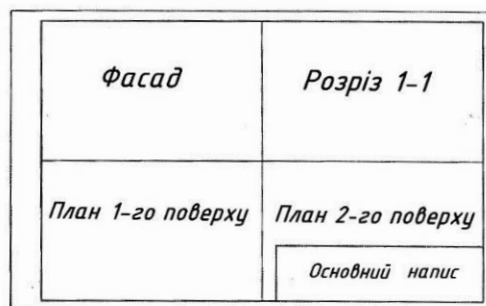 Фасад
Розріз 1-1
План 1-го поверху
План 2-го поверху
Основний напис